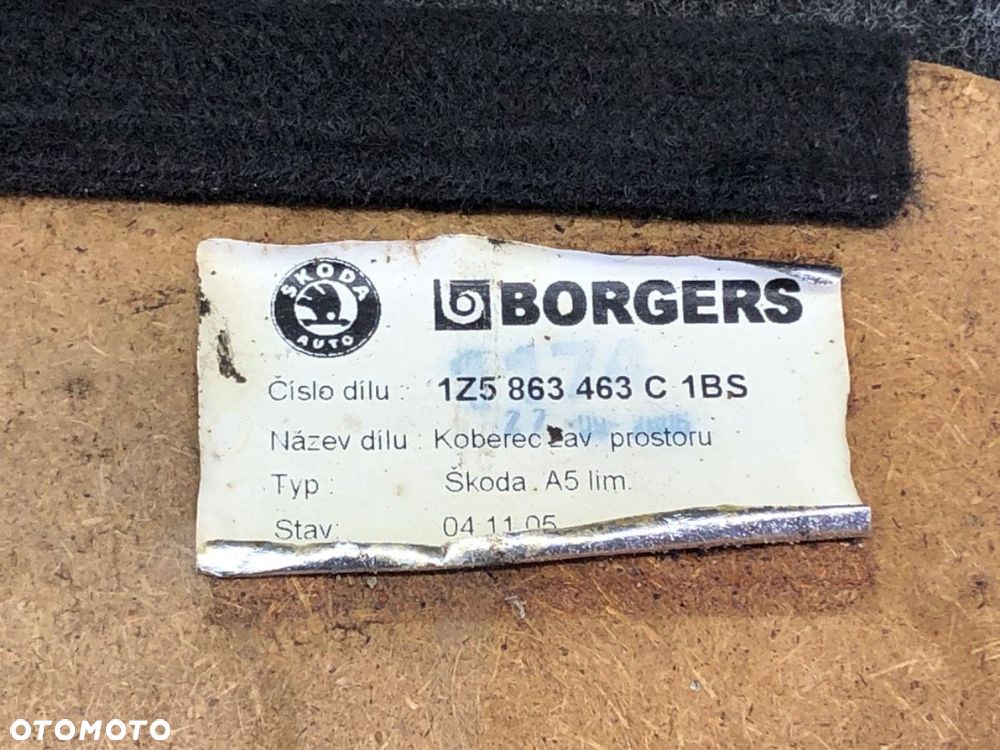 ŠKODA
AUTO
BORGERS
Číslo dílu : 1Z5 863 463 C 1BS
Název dílu : Koberec zav prostoru
Typ : Škoda A5 lim.
Stav: 04.11.05
OTOMOTO